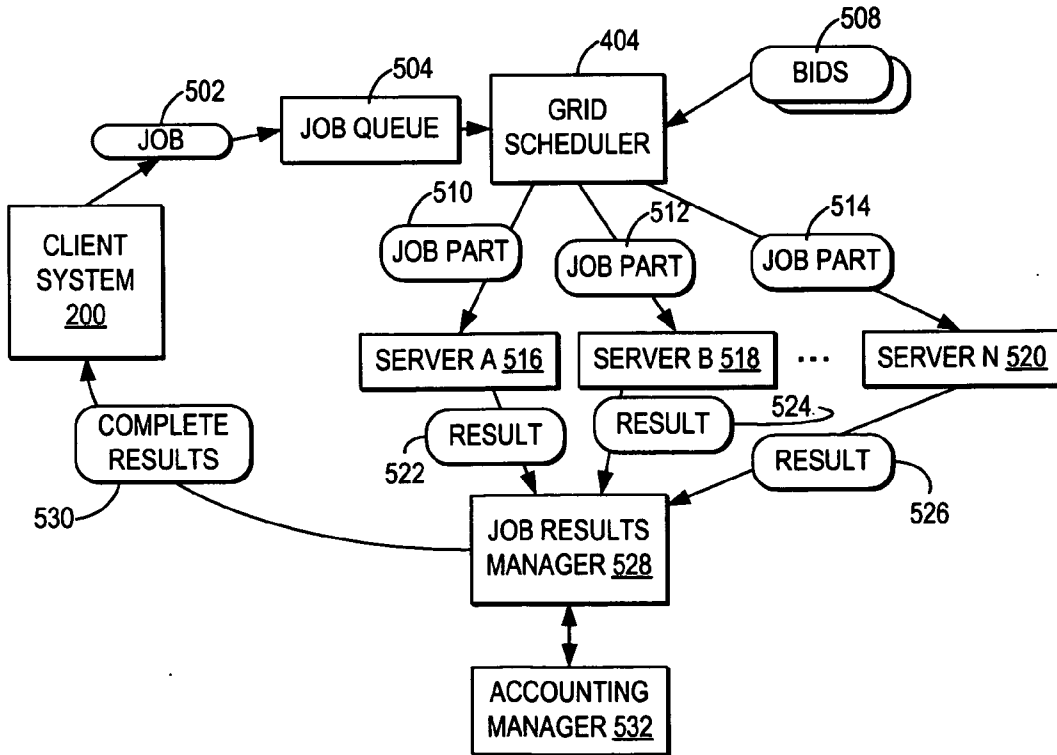 508
404
BIDS
504
502
GRID
SCHEDULER
JOB QUEUE
JOB
510
512
514
CLIENT
SYSTEM
200
JOB PART
JOB PART
JOB PART
SERVER A 516
SERVER B 518
...
SERVER N 520
COMPLETE
RESULTS
RESULT
522
RESULT
524
RESULT
526
530
JOB RESULTS
MANAGER 528
ACCOUNTING
MANAGER 532